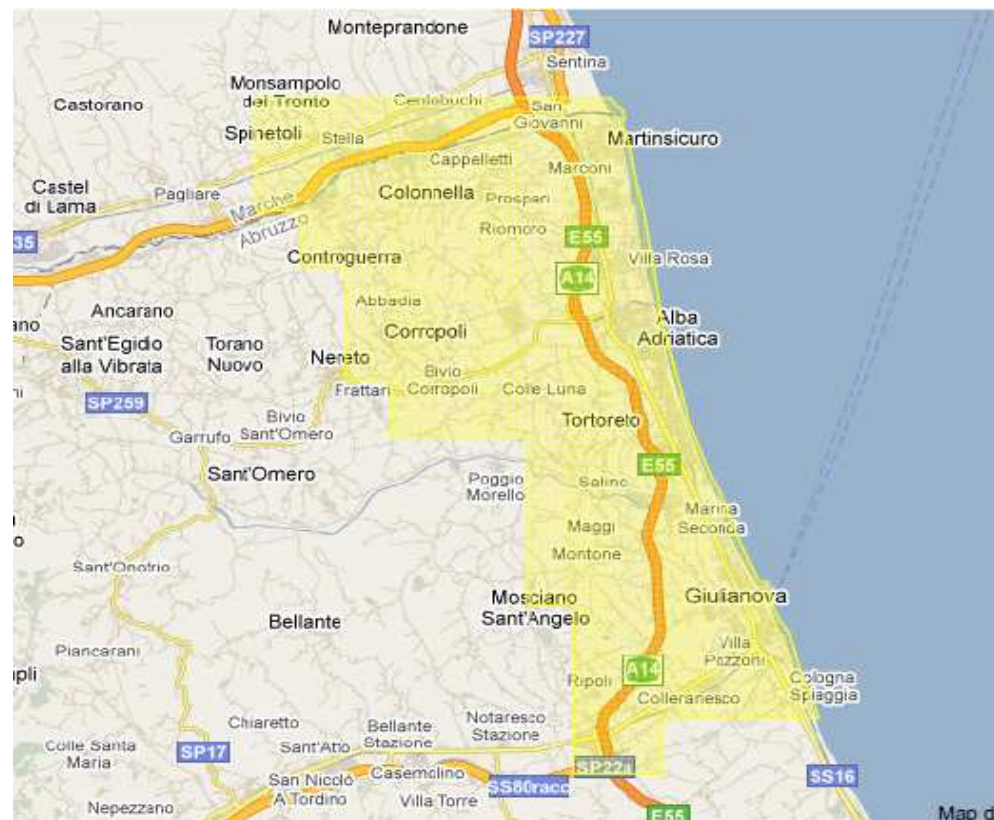 Monteprandone
SP227
Sentina
Monsampolo
del Tronto
Castorano
Centobuchi
San
Giovanni
Spinetoli
Stella
Martinsicuro
Cappelletti
Marconi
Castel
di Lama
Pagliare
Colonnella
Marche
Prospari
Abruzzo
Riomoro
E55
35
Controguerra
Villa Rosa
A14
Abbadia
Ancarano
Alba
Adriatica
ano
Corropoli
Sant'Egidio
alla Vibrata
Torano
Nuovo
Nereto
Bivio
Corropoli
Frattari
Colle Luna
SP259
Bivio
Sant'Omero
Tortoreto
Garrufo
E55
Sant'Omero
Poggio
Morello
Salino
Marina
Seconda
Maggi
o
Montone
Sant'Onofrio
Mosciano
Sant'Angelo
Giulianova
Bellante
Villa
Pozzoni
Piancarani
A14
Ripoli
Cologna
Spiaggia
Colleranesco
Chiaretto
Bellante
Stazione
Notaresco
Stazione
Colle Santa
Maria
SP17
Sant'Atto
San Nicolò
A Tordino
Casemolino
SP22a
SS80racc
SS16
Nepezzano
Villa Torre
E55
Map d